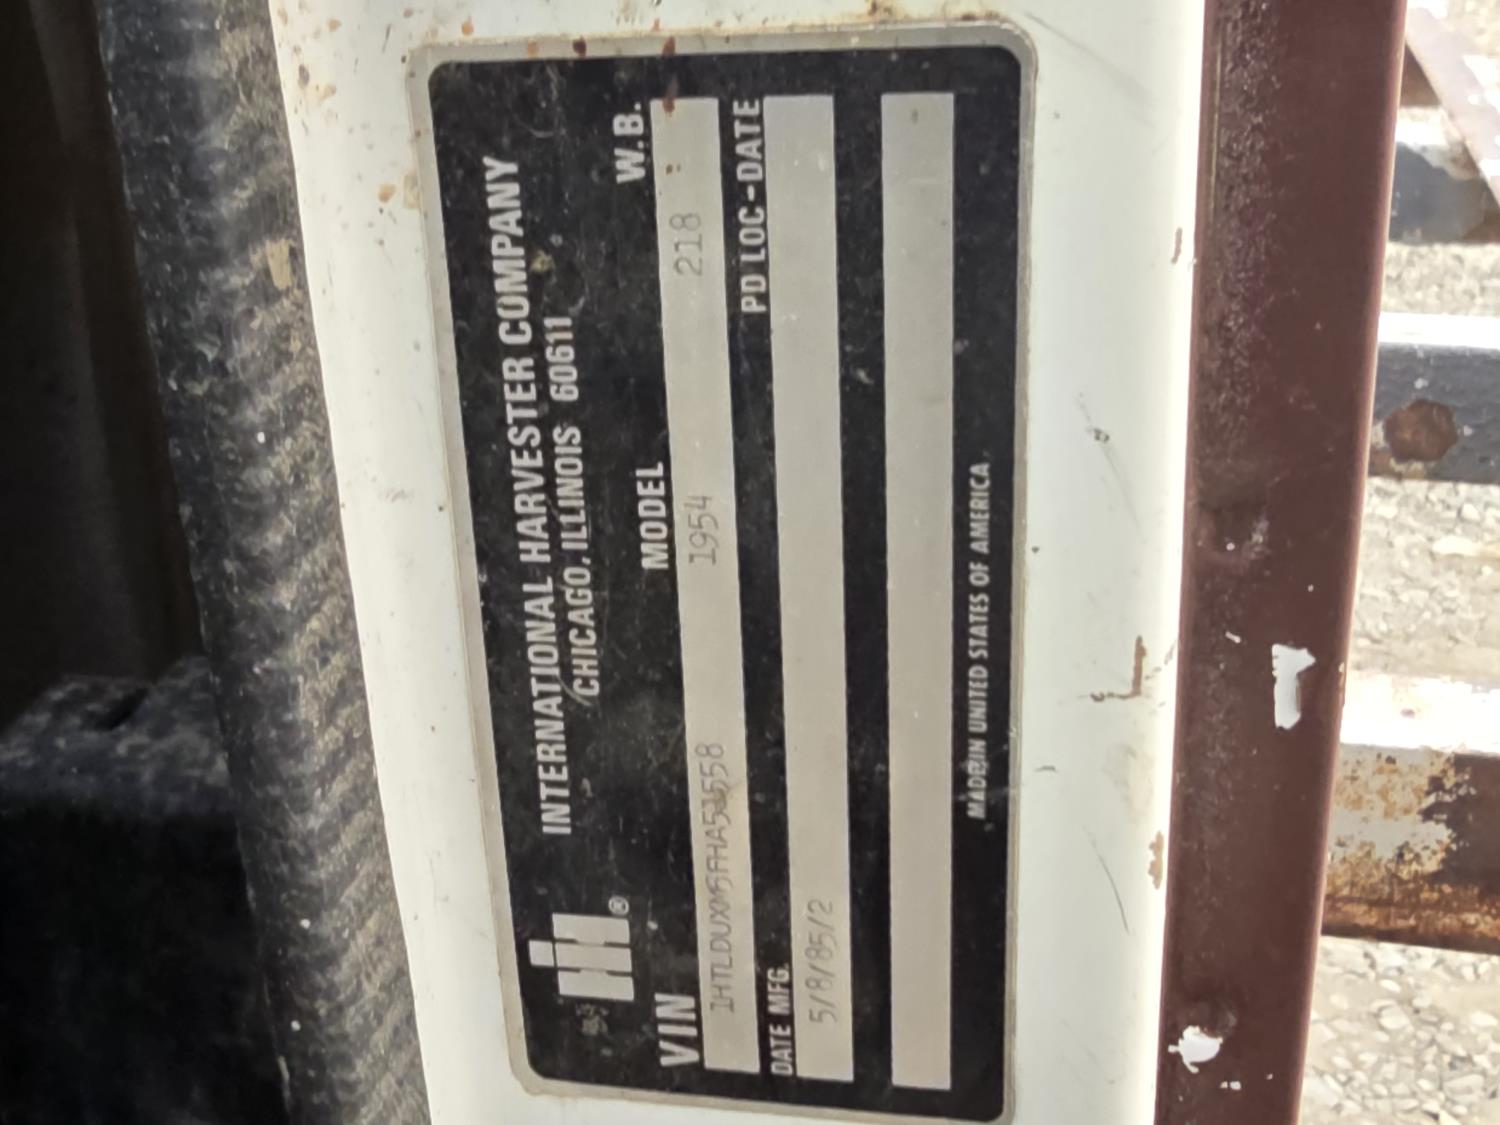 INTERNATIONAL HARVESTER COMPANY
CHICAGO, ILLINOIS 60611
VIN MODEL W.B.
1HTLDUXM5FHA51558 1954 218
DATE MFG. PD LOC-DATE
5/8/85/2
MADE IN UNITED STATES OF AMERICA